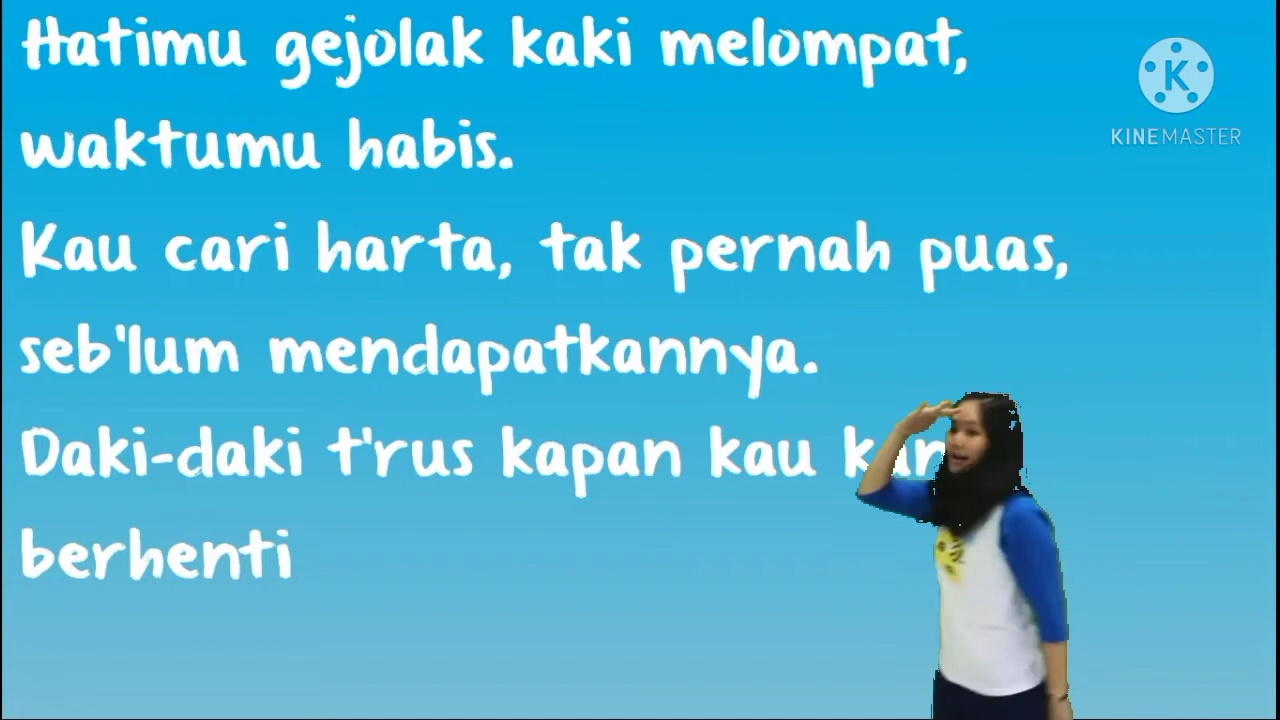 Hatimu gejolak kaki melompat,
waktumu habis.
Kau cari harta, tak pernah puas,
seb'lum mendapatkannya.
Daki-daki t'rus kapan kau
berhenti
K
KINEMASTER